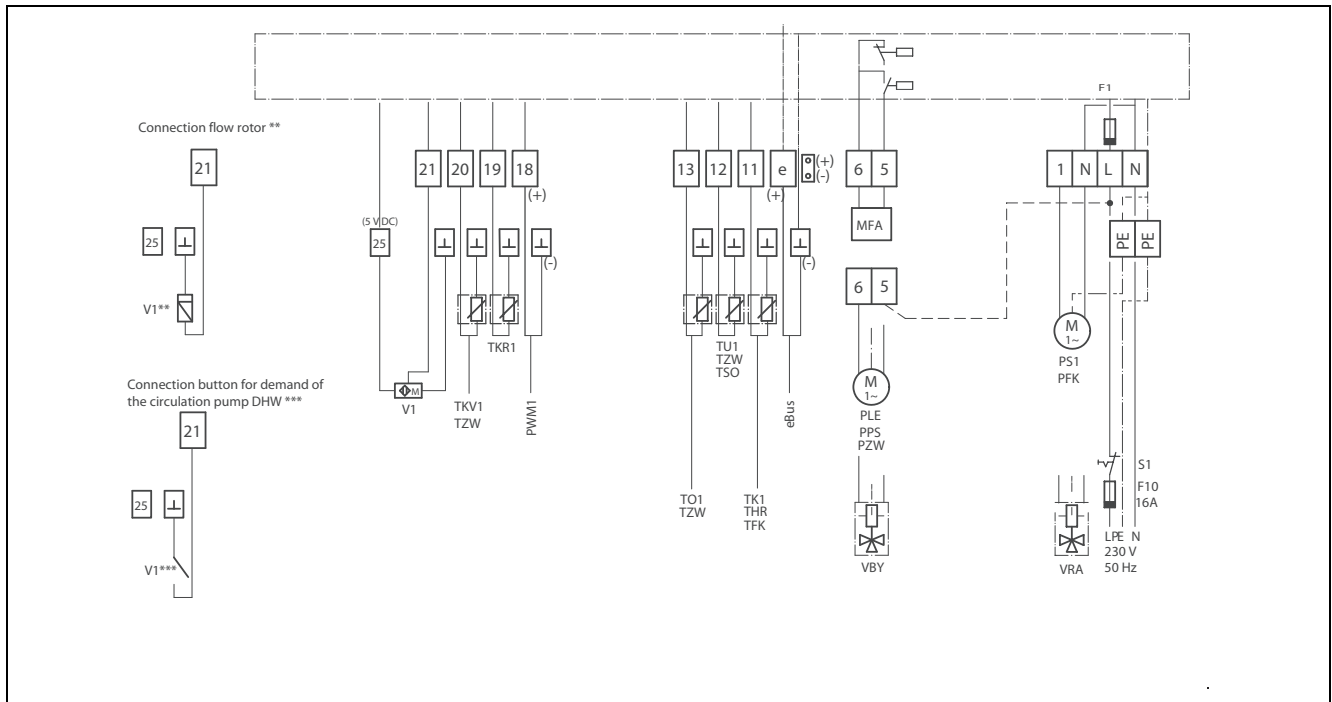 F1
Connection flow rotor **
21
21 20 19 18
13 12 11 e (+)
(-)
6 5
1 N L N
(+)
(+)
(5 V DC)
25
25
MFA
PE PE
(-)
(-)
6 5
V1**
TKR1
TU1
TZW
TSO
M
1~
PS1
PFK
Connection button for demand of
the circulation pump DHW ***
21
M
V1
TKV1
TZW
PWM1
eBus
M
1~
PLE
PPS
PZW
S1
F10
16A
25
TO1
TZW
TK1
THR
TFK
LPE N
230 V
50 Hz
V1***
VBY
VRA